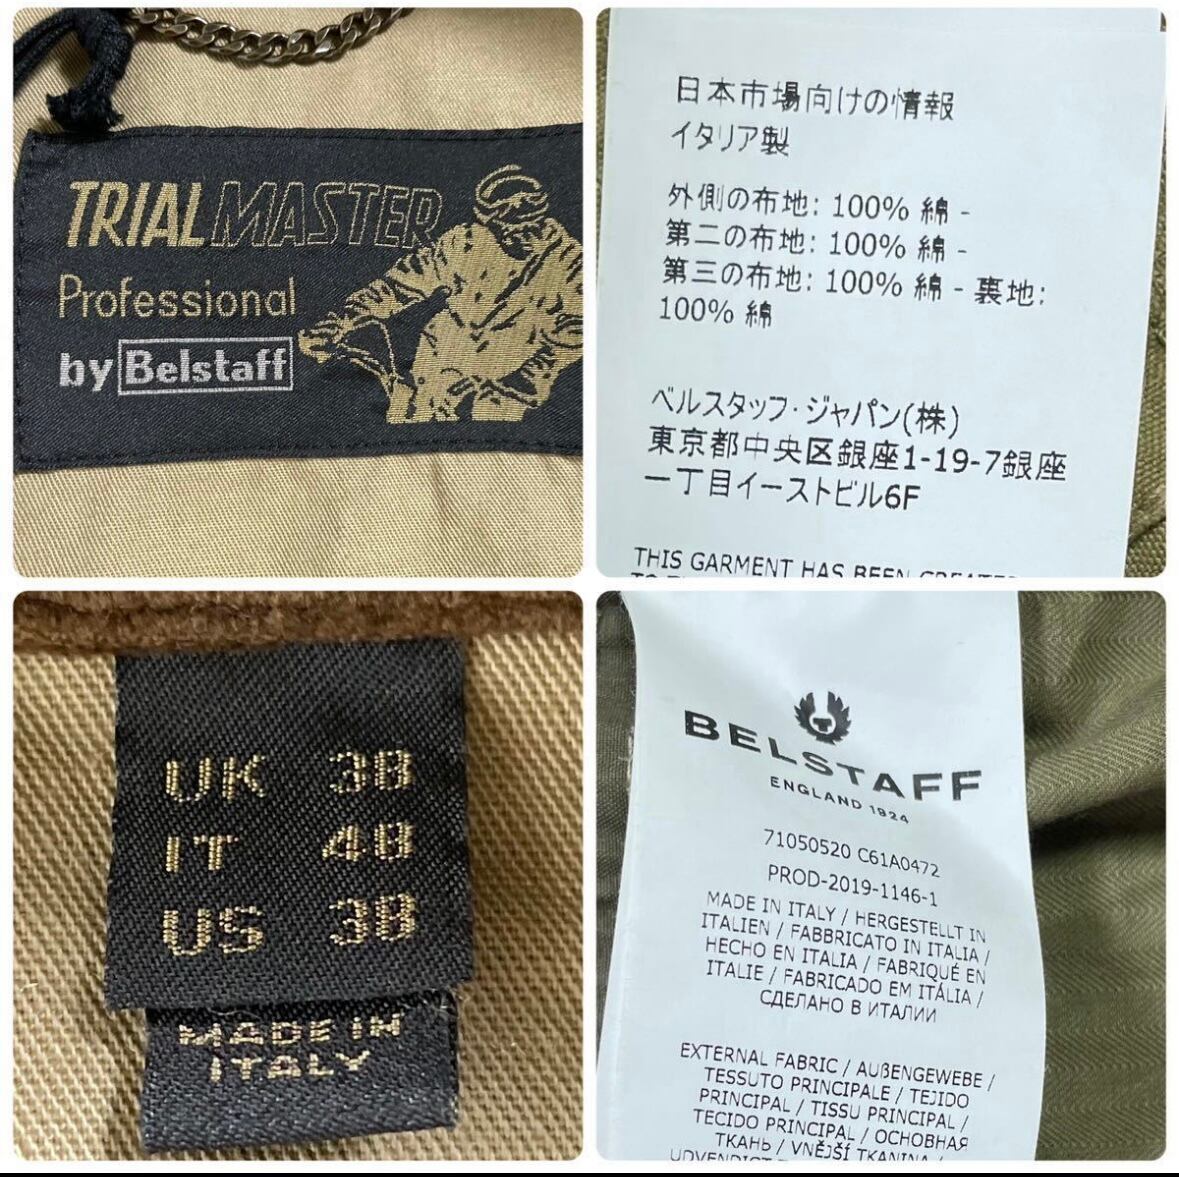 TRIALMASTER
Professional
by Belstaff
日本市場向けの情報
イタリア製
外側の布地: 100% 綿 -
第二の布地: 100% 綿 -
第三の布地: 100% 綿 - 裏地:
100% 綿
ベルスタッフ・ジャパン(株)
東京都中央区銀座1-19-7銀座
一丁目イーストビル6F
THIS GARMENT HAS BEEN
UK 38
IT 48
US 38
MADE IN
ITALY
BELSTAFF
ENGLAND 1924
71050520 C61A0472
PROD-2019-1146-1
MADE IN ITALY / HERGESTELLT IN
ITALIEN / FABBRICATO IN ITALIA /
HECHO EN ITALIA / FABRIQUÉ EN
ITALIE / FABRICADO EM ITÁLIA /
СДЕЛАНО В ИТАЛИИ
EXTERNAL FABRIC / AUßENGEWEBE /
TESSUTO PRINCIPALE / TEJIDO
PRINCIPAL / TISSU PRINCIPAL /
TECIDO PRINCIPAL / ОСНОВНАЯ
ТКАНЬ / VNĚJŠÍ TKANINA /